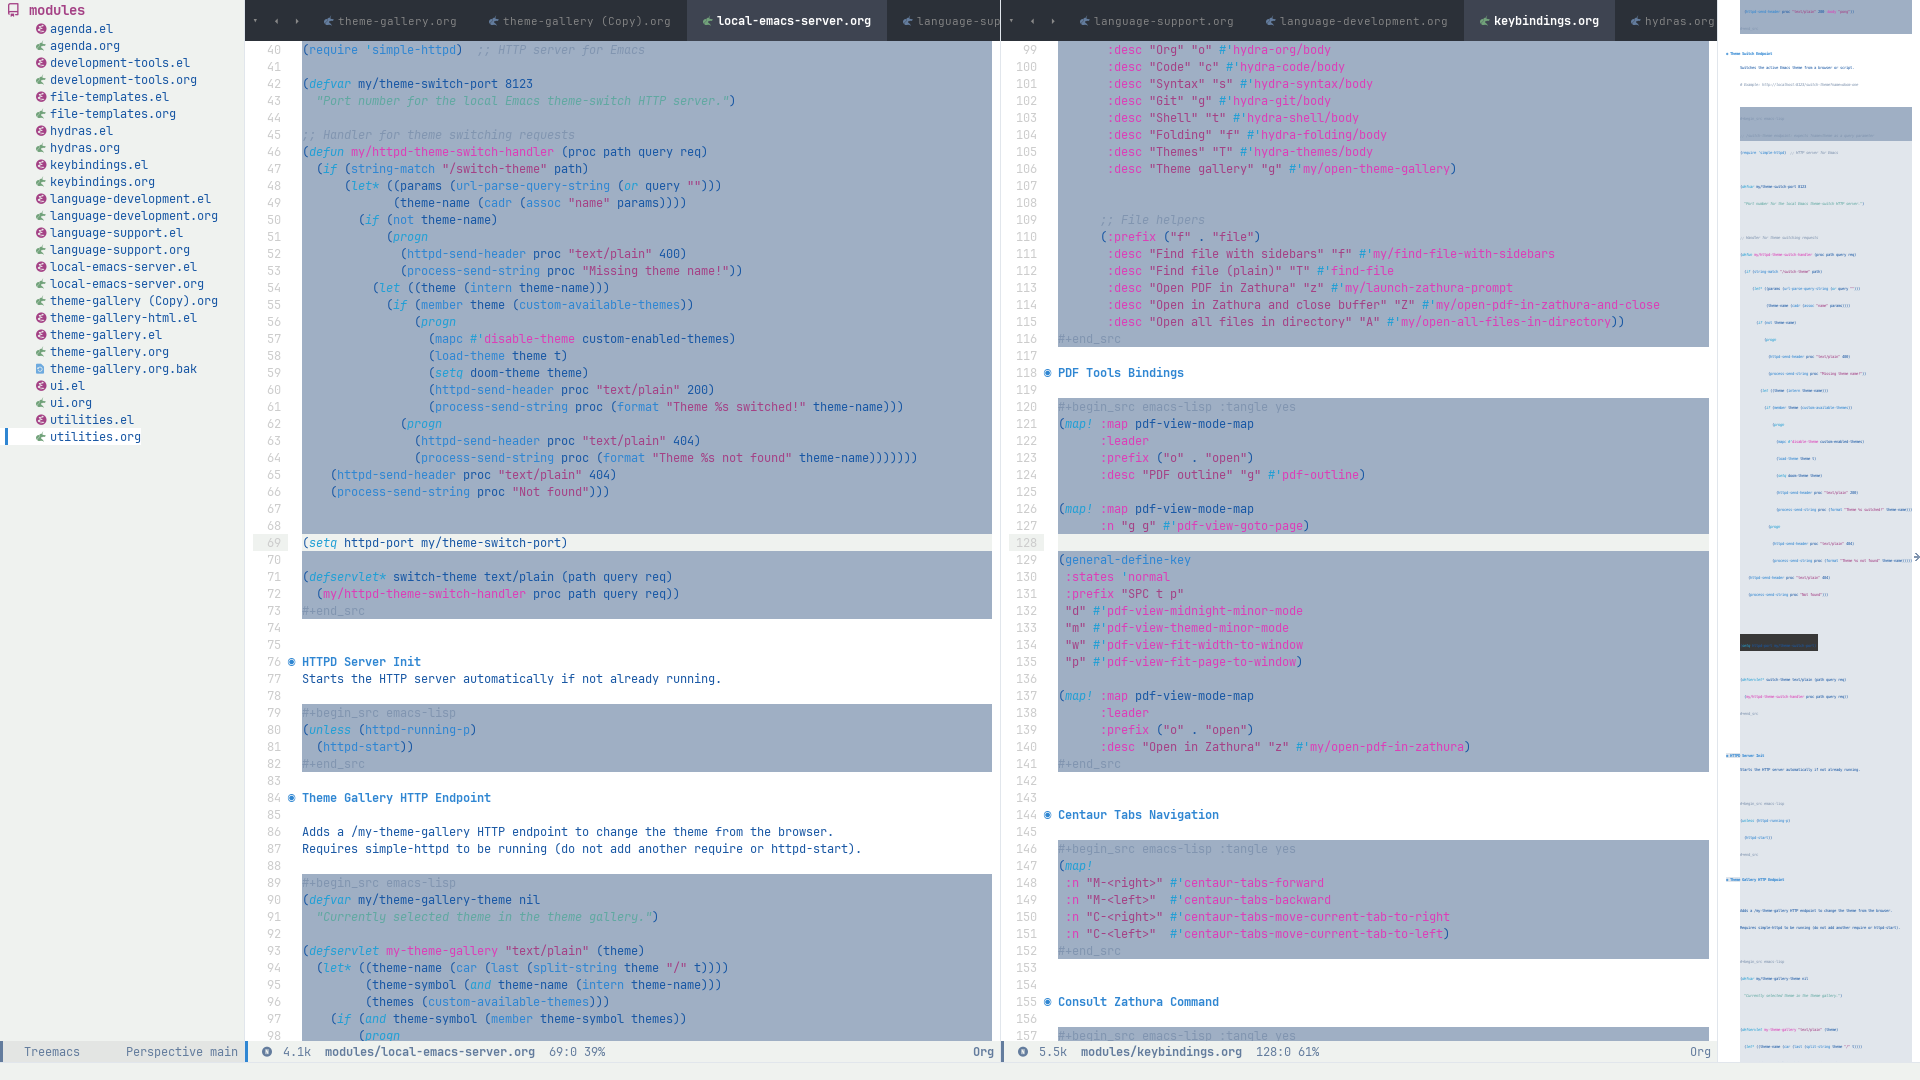 modules
agenda.el
agenda.org
development-tools.el
development-tools.org
file-templates.el
file-templates.org
hydras.el
hydras.org
keybindings.el
keybindings.org
language-development.el
language-development.org
language-support.el
language-support.org
local-emacs-server.el
local-emacs-server.org
theme-gallery (Copy).org
theme-gallery-html.el
theme-gallery.el
theme-gallery.org
theme-gallery.org.bak
ui.el
ui.org
utilities.el
utilities.org
Treemacs Perspective main
theme-gallery.org theme-gallery (Copy).org local-emacs-server.org language-sup
40 (require 'simple-httpd)  ;; HTTP server for Emacs
41
42 (defvar my/theme-switch-port 8123
43   "Port number for the local Emacs theme-switch HTTP server.")
44
45 ;; Handler for theme switching requests
46 (defun my/httpd-theme-switch-handler (proc path query req)
47   (if (string-match "/switch-theme" path)
48       (let* ((params (url-parse-query-string (or query "")))
49              (theme-name (cadr (assoc "name" params))))
50         (if (not theme-name)
51             (progn
52               (httpd-send-header proc "text/plain" 400)
53               (process-send-string proc "Missing theme name!"))
54           (let ((theme (intern theme-name)))
55             (if (member theme (custom-available-themes))
56                 (progn
57                   (mapc #'disable-theme custom-enabled-themes)
58                   (load-theme theme t)
59                   (setq doom-theme theme)
60                   (httpd-send-header proc "text/plain" 200)
61                   (process-send-string proc (format "Theme %s switched!" theme-name)))
62               (progn
63                 (httpd-send-header proc "text/plain" 404)
64                 (process-send-string proc (format "Theme %s not found" theme-name)))))))
65     (httpd-send-header proc "text/plain" 404)
66     (process-send-string proc "Not found")))
67
68
69 (setq httpd-port my/theme-switch-port)
70
71 (defservlet* switch-theme text/plain (path query req)
72   (my/httpd-theme-switch-handler proc path query req))
73 #+end_src
74
75
76 ◉ HTTPD Server Init
77 Starts the HTTP server automatically if not already running.
78
79 #+begin_src emacs-lisp
80 (unless (httpd-running-p)
81   (httpd-start))
82 #+end_src
83
84 ◉ Theme Gallery HTTP Endpoint
85
86 Adds a /my-theme-gallery HTTP endpoint to change the theme from the browser.
87 Requires simple-httpd to be running (do not add another require or httpd-start).
88
89 #+begin_src emacs-lisp
90 (defvar my/theme-gallery-theme nil
91   "Currently selected theme in the theme gallery.")
92
93 (defservlet my-theme-gallery "text/plain" (theme)
94   (let* ((theme-name (car (last (split-string theme "/" t))))
95          (theme-symbol (and theme-name (intern theme-name)))
96          (themes (custom-available-themes)))
97     (if (and theme-symbol (member theme-symbol themes))
98         (progn
4.1k modules/local-emacs-server.org 69:0 39% Org
language-support.org language-development.org keybindings.org hydras.org
99        :desc "Org" "o" #'hydra-org/body
100       :desc "Code" "c" #'hydra-code/body
101       :desc "Syntax" "s" #'hydra-syntax/body
102       :desc "Git" "g" #'hydra-git/body
103       :desc "Shell" "t" #'hydra-shell/body
104       :desc "Folding" "f" #'hydra-folding/body
105       :desc "Themes" "T" #'hydra-themes/body
106       :desc "Theme gallery" "g" #'my/open-theme-gallery)
107
108
109       ;; File helpers
110       (:prefix ("f" . "file")
111        :desc "Find file with sidebars" "f" #'my/find-file-with-sidebars
112        :desc "Find file (plain)" "T" #'find-file
113        :desc "Open PDF in Zathura" "z" #'my/launch-zathura-prompt
114        :desc "Open in Zathura and close buffer" "Z" #'my/open-pdf-in-zathura-and-close
115        :desc "Open all files in directory" "A" #'my/open-all-files-in-directory))
116 #+end_src
117
118 ◉ PDF Tools Bindings
119
120 #+begin_src emacs-lisp :tangle yes
121 (map! :map pdf-view-mode-map
122       :leader
123       :prefix ("o" . "open")
124       :desc "PDF outline" "g" #'pdf-outline)
125
126 (map! :map pdf-view-mode-map
127       :n "g g" #'pdf-view-goto-page)
128
129 (general-define-key
130  :states 'normal
131  :prefix "SPC t p"
132  "d" #'pdf-view-midnight-minor-mode
133  "m" #'pdf-view-themed-minor-mode
134  "w" #'pdf-view-fit-width-to-window
135  "p" #'pdf-view-fit-page-to-window)
136
137 (map! :map pdf-view-mode-map
138       :leader
139       :prefix ("o" . "open")
140       :desc "Open in Zathura" "z" #'my/open-pdf-in-zathura)
141 #+end_src
142
143
144 ◉ Centaur Tabs Navigation
145
146 #+begin_src emacs-lisp :tangle yes
147 (map!
148  :n "M-<right>" #'centaur-tabs-forward
149  :n "M-<left>"  #'centaur-tabs-backward
150  :n "C-<right>" #'centaur-tabs-move-current-tab-to-right
151  :n "C-<left>"  #'centaur-tabs-move-current-tab-to-left)
152 #+end_src
153
154
155 ◉ Consult Zathura Command
156
157 #+begin_src emacs-lisp :tangle yes
5.5k modules/keybindings.org 128:0 61% Org